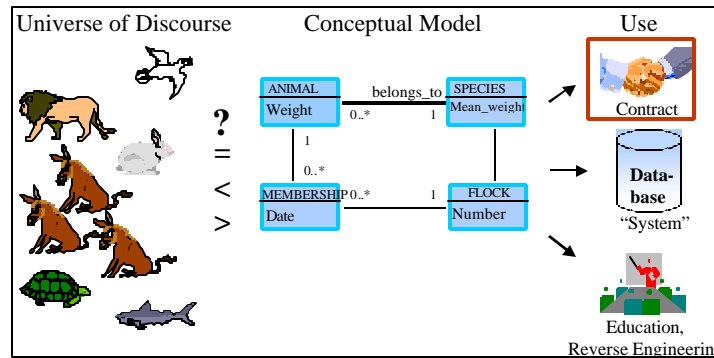 Universe of Discourse
Conceptual Model
Use
?
=
<
>
ANIMAL
Weight
belongs_to
0..*
1
SPECIES
Mean_weight
1
0..*
MEMBERSHIP
Date
0..*
1
FLOCK
Number
Contract
Data-
base
“System”
Education,
Reverse Engineerin